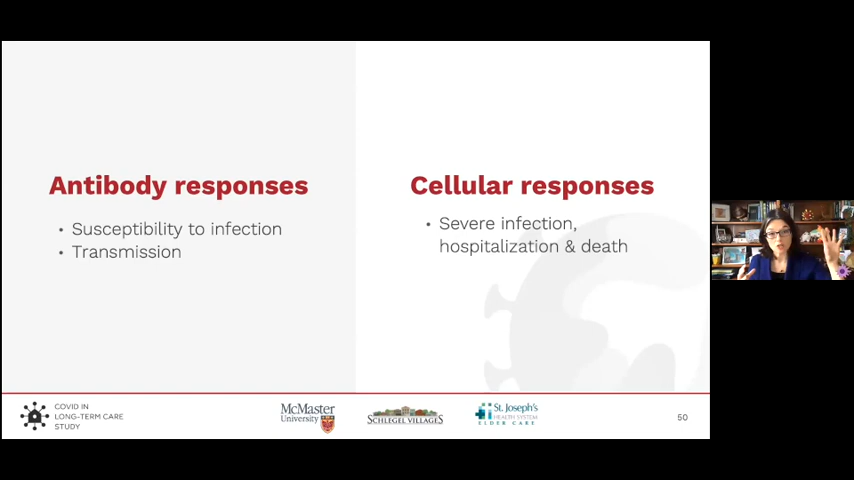 Antibody responses
• Susceptibility to infection
• Transmission
Cellular responses
• Severe infection,
hospitalization & death
COVID IN
LONG-TERM CARE
STUDY
McMaster
University
SCHLEGEL VILLAGES
St. Joseph's
HEALTH SYSTEM
ELDER CARE
50